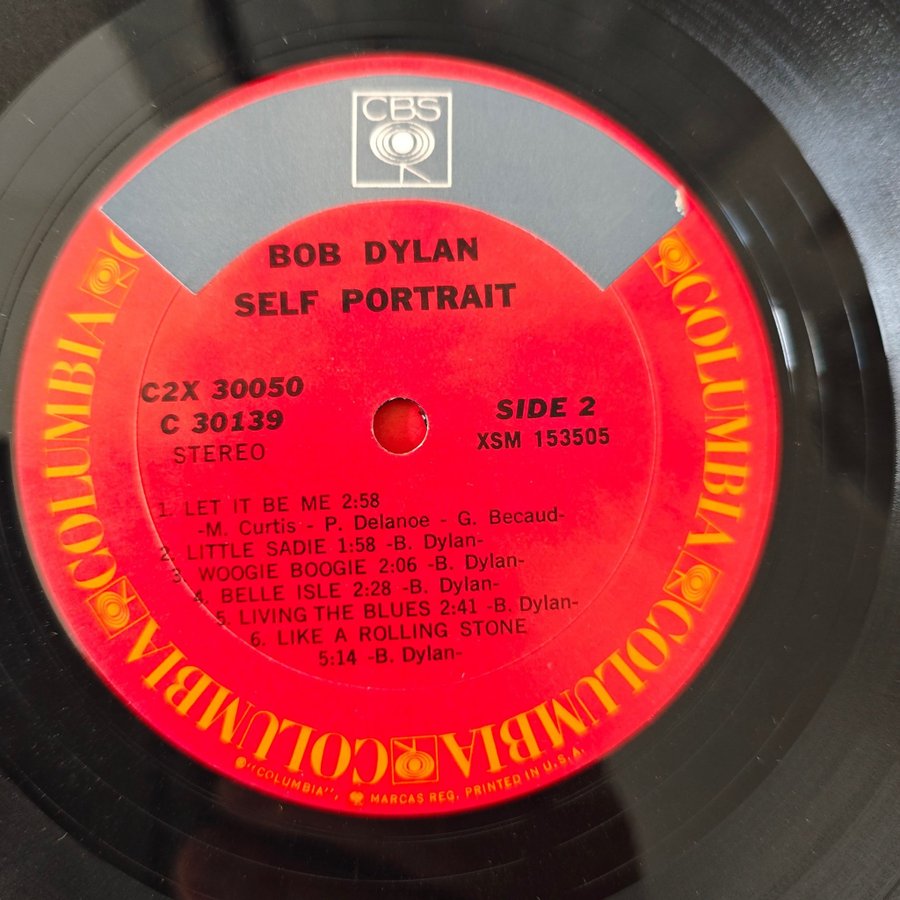 CBS
BOB DYLAN
SELF PORTRAIT
C2X 30050
C 30139
STEREO
SIDE 2
XSM 153505
1. LET IT BE ME 2:58
-M. Curtis - P. Delanoe - G. Becaud-
2. LITTLE SADIE 1:58 -B. Dylan-
3. WOOGIE BOOGIE 2:06 -B. Dylan-
4. BELLE ISLE 2:28 -B. Dylan-
5. LIVING THE BLUES 2:41 -B. Dylan-
6. LIKE A ROLLING STONE
5:14 -B. Dylan-
COLUMBIA
COLUMBIA
COLUMBIA
COLUMBIA
COLUMBIA
COLUMBIA
"COLUMBIA", MARCAS REG. PRINTED IN U.S.A.